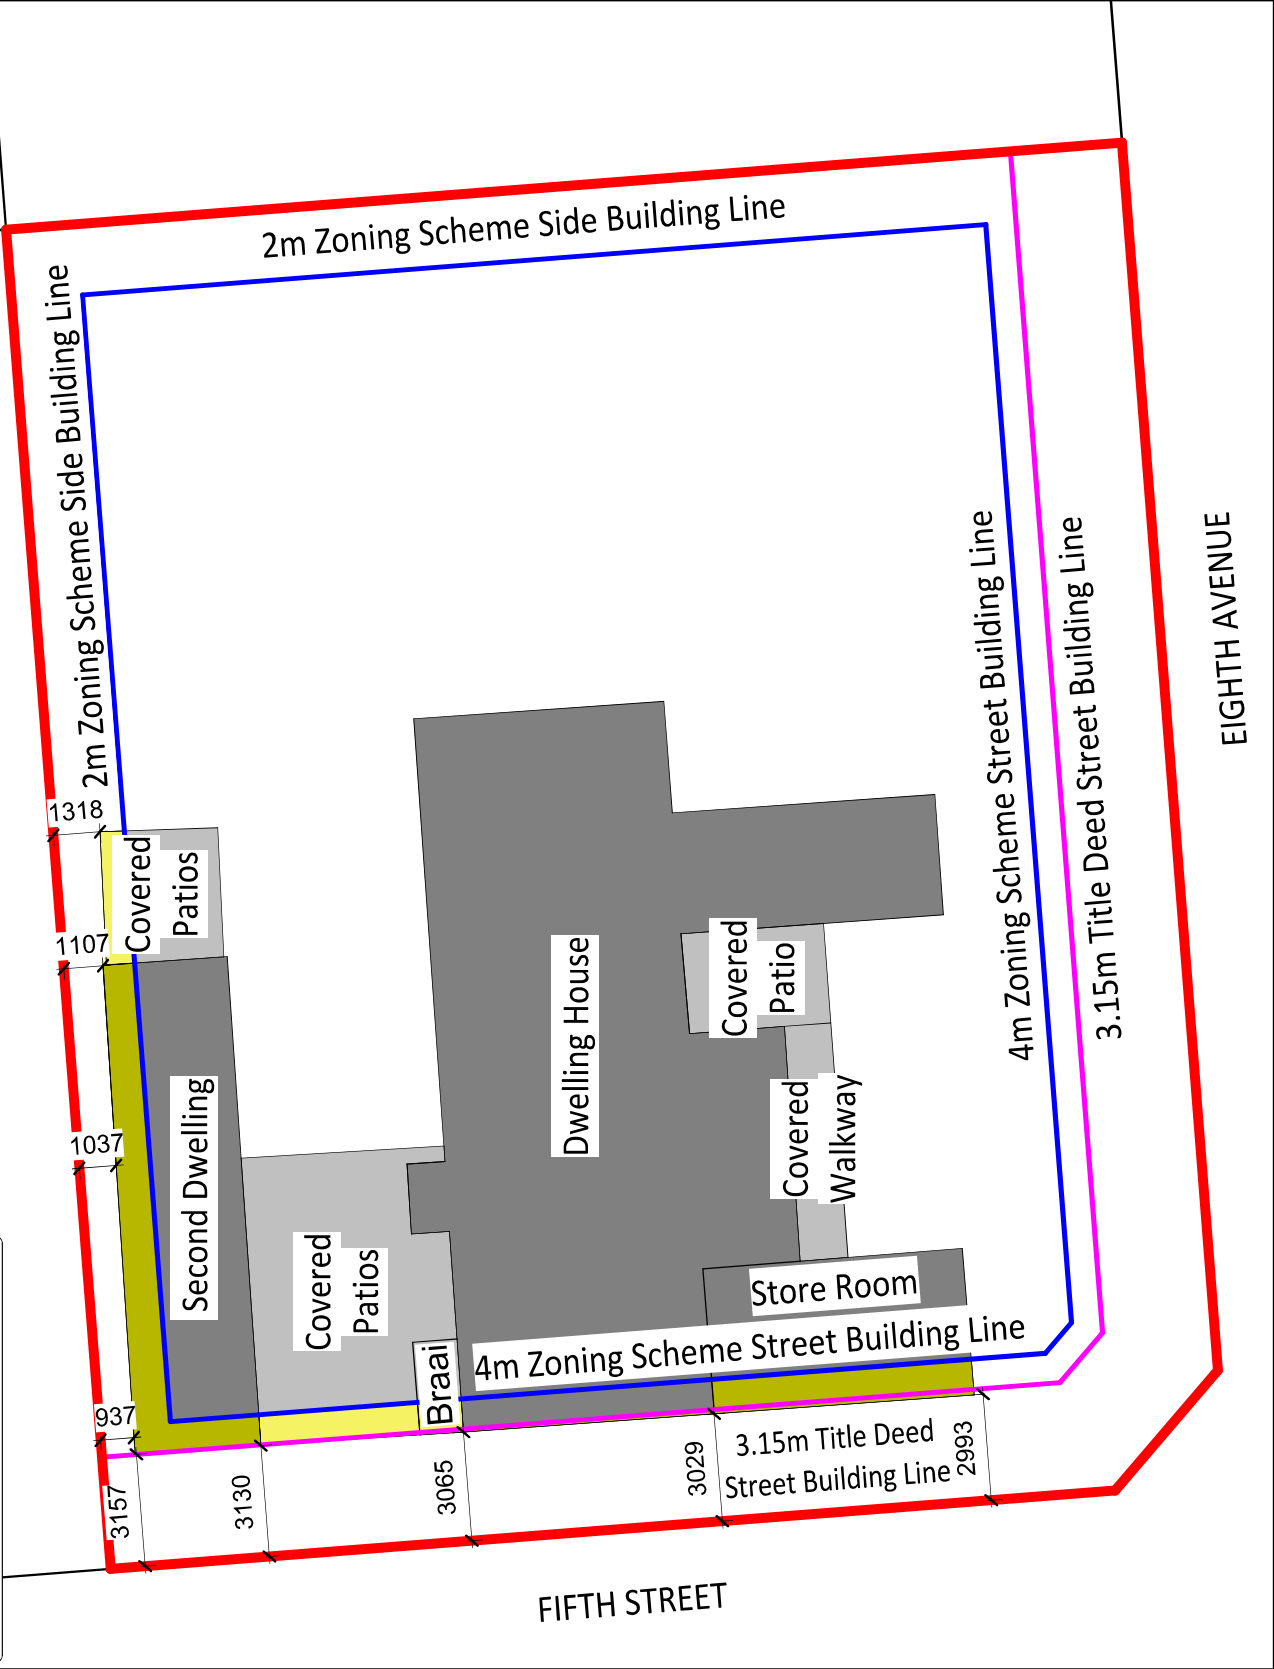 2m Zoning Scheme Side Building Line
2m Zoning Scheme Side Building Line
4m Zoning Scheme Street Building Line
3.15m Title Deed Street Building Line
EIGHTH AVENUE
1318
Covered
Patios
1107
Dwelling House
Covered
Patio
1037
Second Dwelling
Covered
Walkway
Covered
Patios
Store Room
4m Zoning Scheme Street Building Line
Braai
937
3157
3130
3065
3029
3.15m Title Deed
Street Building Line
2993
FIFTH STREET